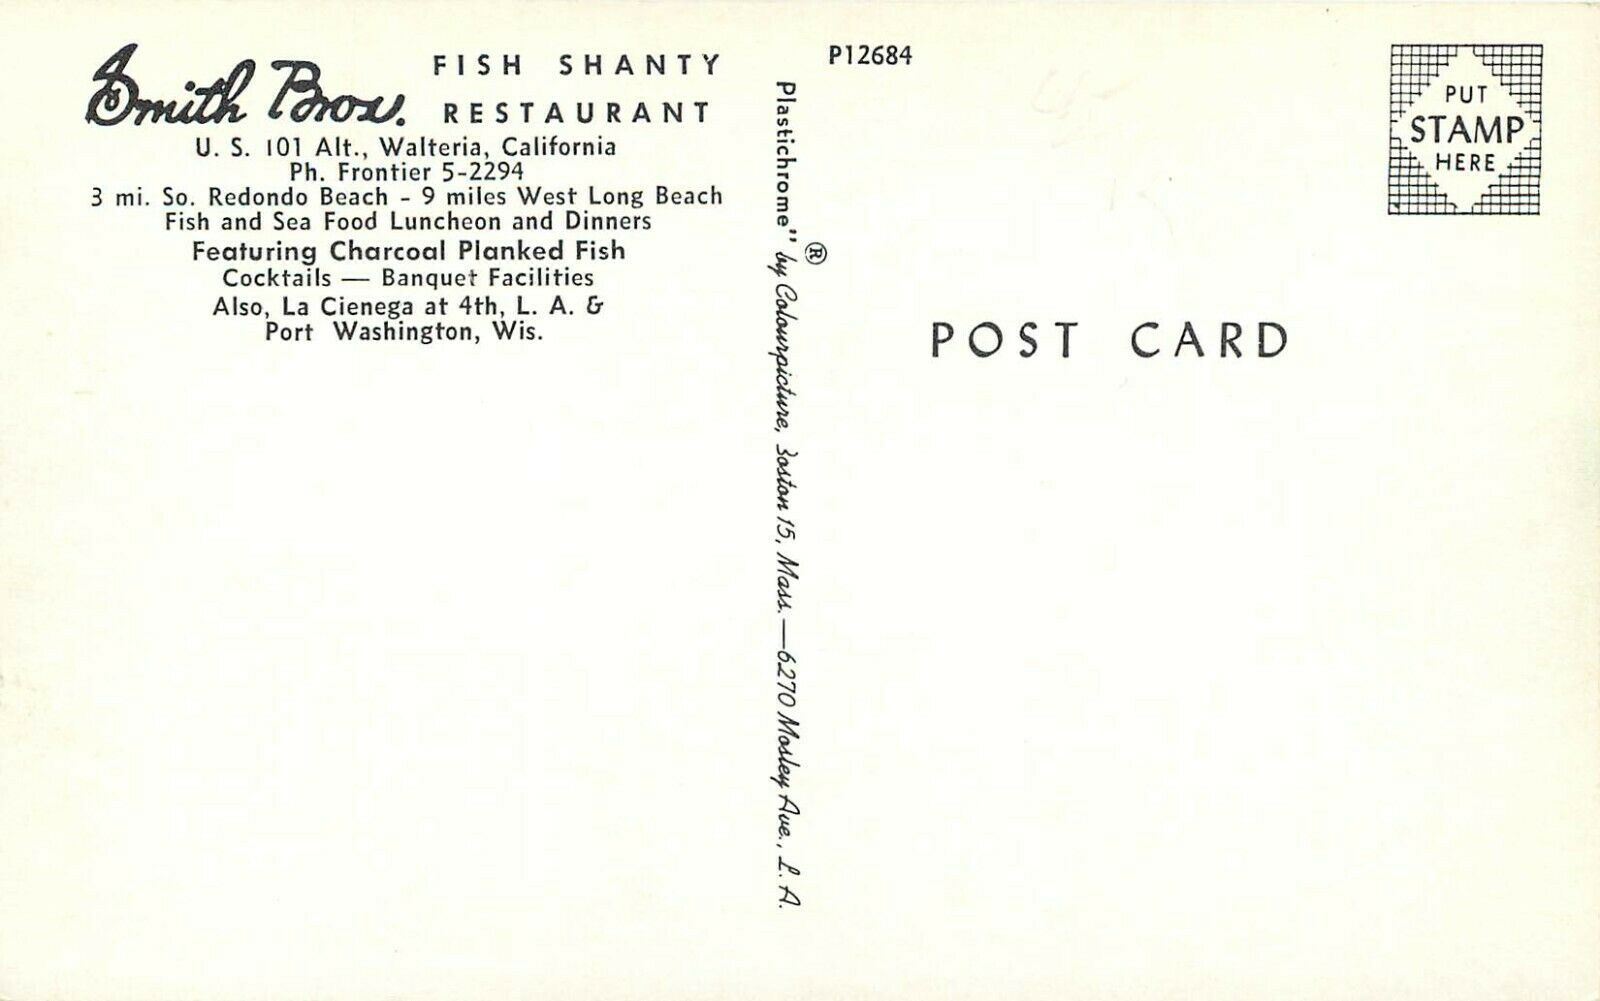 Smith Bros. FISH SHANTY
RESTAURANT
U. S. 101 Alt., Walteria, California
Ph. Frontier 5-2294
3 mi. So. Redondo Beach - 9 miles West Long Beach
Fish and Sea Food Luncheon and Dinners
Featuring Charcoal Planked Fish
Cocktails — Banquet Facilities
Also, La Cienega at 4th, L. A. &
Port Washington, Wis.
Plastichrome" ® by Colourpicture, Boston 15, Mass. — 6270 Mosley Ave., L. A.
P12684
PUT
STAMP
HERE
POST CARD